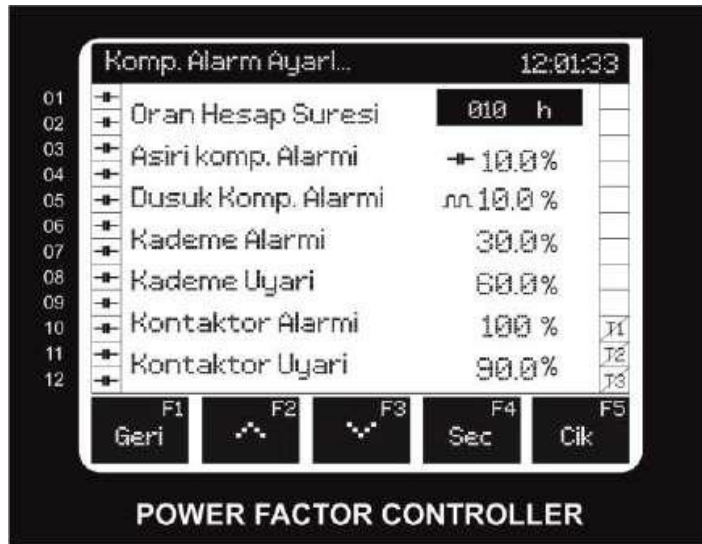 Komp. Alarm Ayarı... 12:01:33
01
02
03
04
05
06
07
08
09
10
11
12
Oran Hesap Suresi 010 h
Asiri komp. Alarmi 10.0%
Dusuk Komp. Alarmi 10.0 %
Kademe Alarmi 30.0%
Kademe Uyari 60.0%
Kontaktor Alarmi 100 %
Kontaktor Uyari 90.0%
T1
T2
T3
F1 F2 F3 F4 F5
Geri Sec Cik
POWER FACTOR CONTROLLER